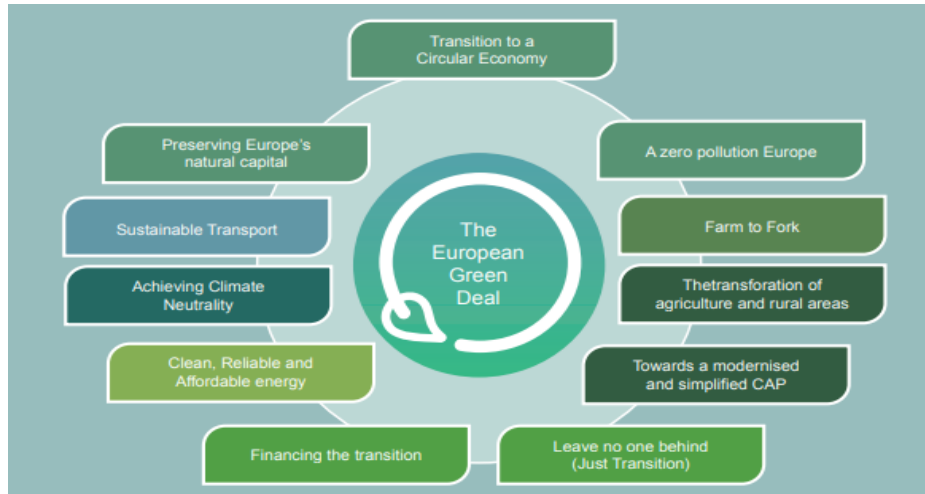 Transition to a
Circular Economy
Preserving Europe's
natural capital
A zero pollution Europe
Sustainable Transport
The
European
Green
Deal
Farm to Fork
Achieving Climate
Neutrality
Thetransforation of
agriculture and rural areas
Clean, Reliable and
Affordable energy
Towards a modernised
and simplified CAP
Financing the transition
Leave no one behind
(Just Transition)